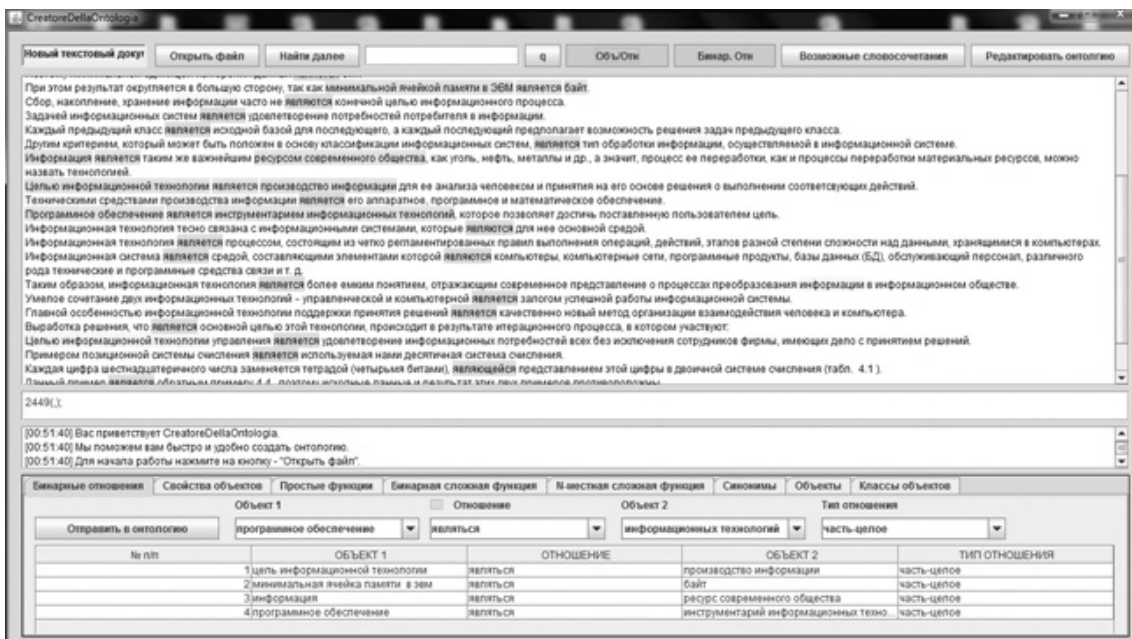 CreatoreDellaOntologia
Новый текстовый докут Открыть файл Найти далее q Объ/Отн Бинар. Отн Возможные словосочетания Редактировать онтолгию
При этом результат округляется в большую сторону, так как минимальной ячейкой памяти в ЭВМ является байт.
Сбор, накопление, хранение информации часто не являются конечной целью информационного процесса.
Задачей информационных систем является удовлетворение потребностей потребителя в информации.
Каждый предыдущий класс является исходной базой для последующего, а каждый последующий предполагает возможность решения задач предыдущего класса.
Другим критерием, который может быть положен в основу классификации информационных систем, является тип обработки информации, осуществляемой в информационной системе.
Информация является таким же важнейшим ресурсом современного общества, как уголь, нефть, металлы и др., а значит, процесс ее переработки, как и процессы переработки материальных ресурсов, можно
назвать технологией.
Целью информационной технологии является производство информации для ее анализа человеком и принятия на его основе решения о выполнении соответсвующих действий.
Техническими средствами производства информации является его аппаратное, программное и математическое обеспечение.
Программное обеспечение является инструментарием информационных технологий, которое позволяет достичь поставленную пользователем цель.
Информационная технология тесно связана с информационными системами, которые являются для нее основной средой.
Информационная технология является процессом, состоящим из четко регламентированных правил выполнения операций, действий, этапов разной степени сложности над данными, хранящимися в компьютерах.
Информационная система является средой, составляющими элементами которой являются компьютеры, компьютерные сети, программные продукты, базы данных (БД), обслуживающий персонал, различного
рода технические и программные средства связи и т. д.
Таким образом, информационная технология является более емким понятием, отражающим современное представление о процессах преобразования информации в информационном обществе.
Умелое сочетание двух информационных технологий - управленческой и компьютерной является залогом успешной работы информационной системы.
Главной особенностью информационной технологии поддержки принятия решений является качественно новый метод организации взаимодействия человека и компьютера.
Выработка решения, что является основной целью этой технологии, происходит в результате итерационного процесса, в котором участвуют:
Целью информационной технологии управления является удовлетворение информационных потребностей всех без исключения сотрудников фирмы, имеющих дело с принятием решений.
Примером позиционной системы счисления является используемая нами десятичная система счисления.
Каждая цифра шестнадцатеричного числа заменяется тетрадой (четырьмя битами), являющейся представлением этой цифры в двоичной системе счисления (табл. 4.1 ).
Данный пример является обратным примеру 4.4., поэтому исходные данные и результат этих двух примеров противоположны.
2449(,);
[00:51:40] Вас приветствует CreatoreDellaOntologia.
[00:51:40] Мы поможем вам быстро и удобно создать онтологию.
[00:51:40] Для начала работы нажмите на кнопку - "Открыть файл".
Бинарные отношения Свойства объектов Простые функции Бинарная сложная функция N-местная сложная функция Синонимы Объекты Классы объектов
Объект 1 Отношение Объект 2 Тип отношения
Отправить в онтологию программное обеспечение являться информационных технологий часть-целое
№ п/п ОБЪЕКТ 1 ОТНОШЕНИЕ ОБЪЕКТ 2 ТИП ОТНОШЕНИЯ
1 цель информационной технологии являться производство информации часть-целое
2 минимальная ячейка памяти в эвм являться байт часть-целое
3 информация являться ресурс современного общества часть-целое
4 программное обеспечение являться инструментарий информационных техно... часть-целое